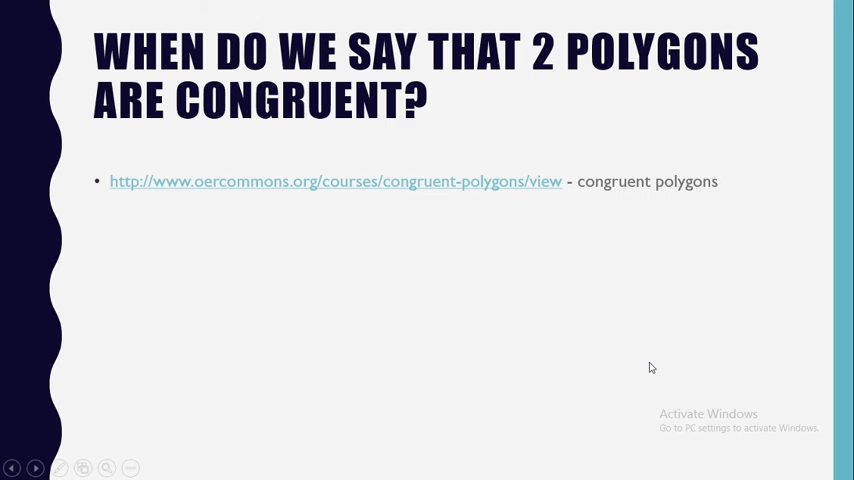 WHEN DO WE SAY THAT 2 POLYGONS
ARE CONGRUENT?
• http://www.oercommons.org/courses/congruent-polygons/view - congruent polygons
Activate Windows
Go to PC settings to activate Windows.